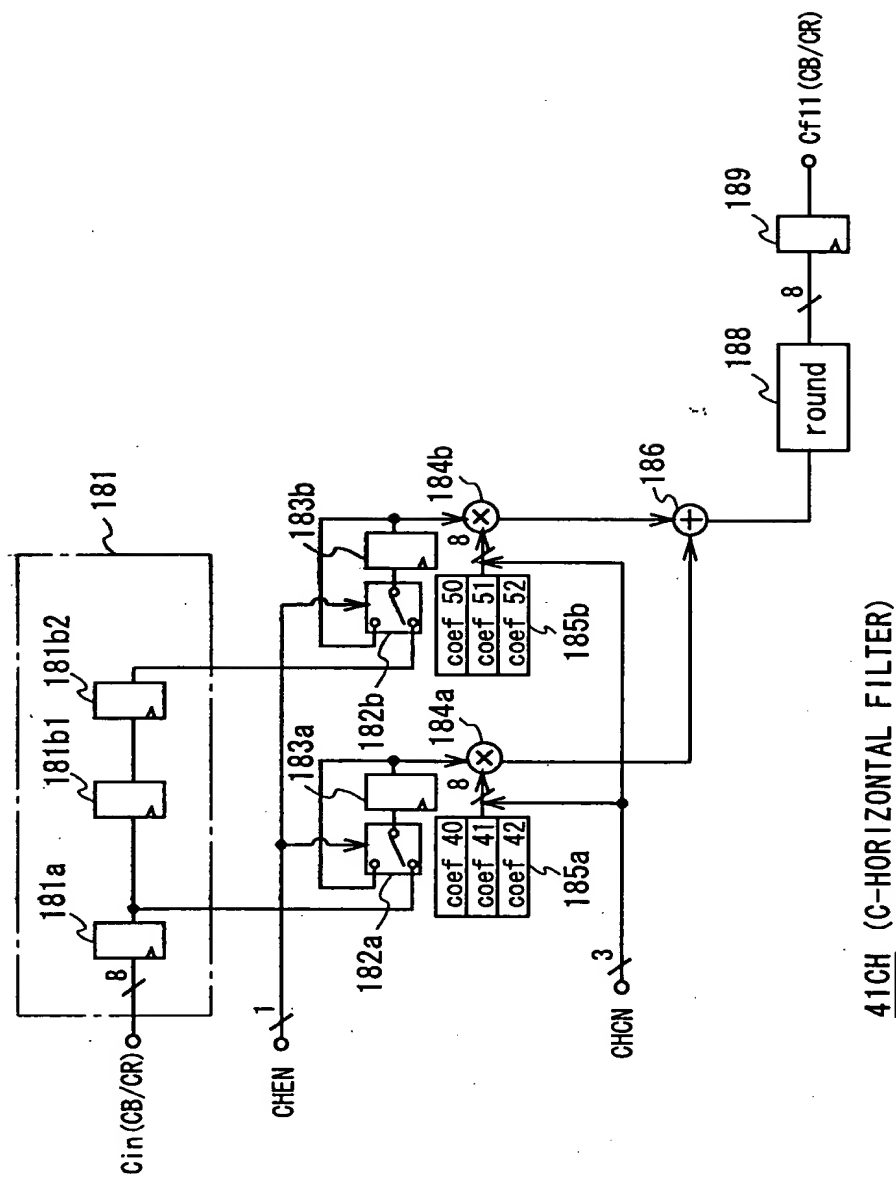 181
181a
181b1
181b2
8
Cin(CB/CR)
1
CHEN
182a
183a
182b
183b
184a
8
184b
8
coef 40
coef 41
coef 42
185a
coef 50
coef 51
coef 52
185b
3
CHCN
186
188
round
8
189
Cf11(CB/CR)
41CH (C-HORIZONTAL FILTER)